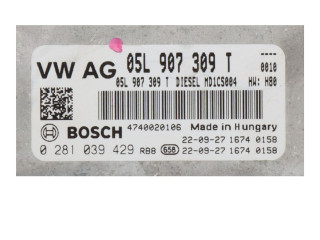 VW AG 05L 907 309 T ----
0010
05L 907 309 T DIESEL MD1CS004 HW: H80
BOSCH 4740020106 Made in Hungary
22-09-27 1674 0158
0 281 039 429 RBB 658 22-09-27 1674 0158